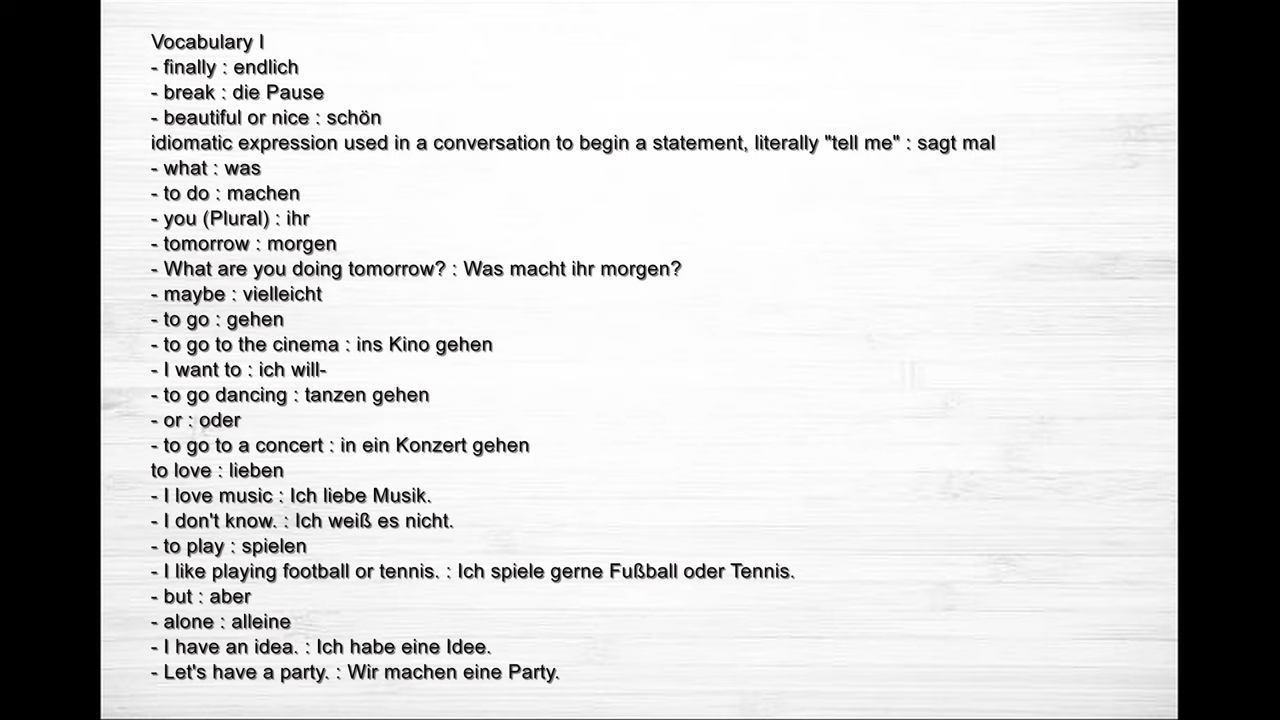 Vocabulary I
- finally : endlich
- break : die Pause
- beautiful or nice : schön
idiomatic expression used in a conversation to begin a statement, literally "tell me" : sagt mal
- what : was
- to do : machen
- you (Plural) : ihr
- tomorrow : morgen
- What are you doing tomorrow? : Was macht ihr morgen?
- maybe : vielleicht
- to go : gehen
- to go to the cinema : ins Kino gehen
- I want to : ich will-
- to go dancing : tanzen gehen
- or : oder
- to go to a concert : in ein Konzert gehen
to love : lieben
- I love music : Ich liebe Musik.
- I don't know. : Ich weiß es nicht.
- to play : spielen
- I like playing football or tennis. : Ich spiele gerne Fußball oder Tennis.
- but : aber
- alone : alleine
- I have an idea. : Ich habe eine Idee.
- Let's have a party. : Wir machen eine Party.